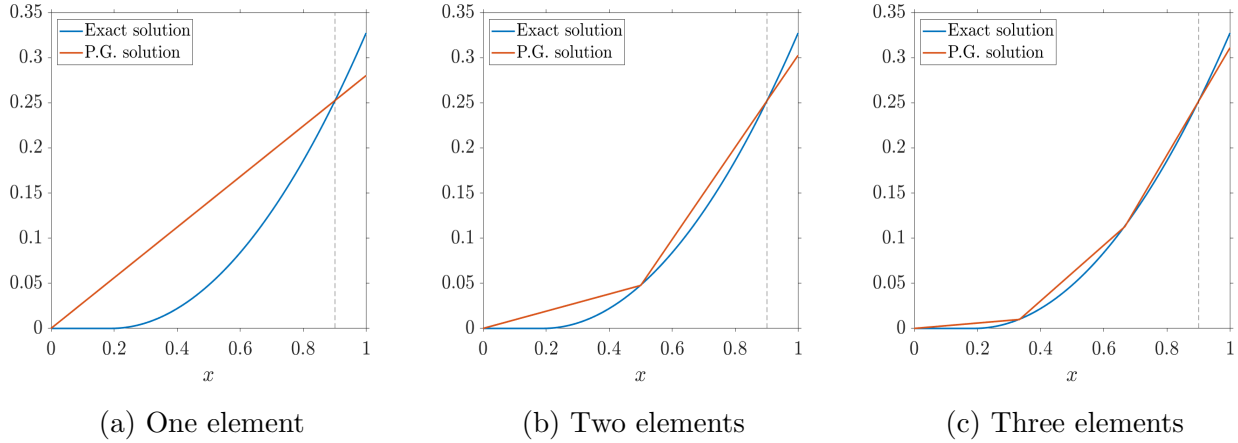 0.35
0.3
0.25
0.2
0.15
0.1
0.05
0
0 0.2 0.4 0.6 0.8 1
x
Exact solution
P.G. solution
(a) One element
0.35
0.3
0.25
0.2
0.15
0.1
0.05
0
0 0.2 0.4 0.6 0.8 1
x
Exact solution
P.G. solution
(b) Two elements
0.35
0.3
0.25
0.2
0.15
0.1
0.05
0
0 0.2 0.4 0.6 0.8 1
x
Exact solution
P.G. solution
(c) Three elements